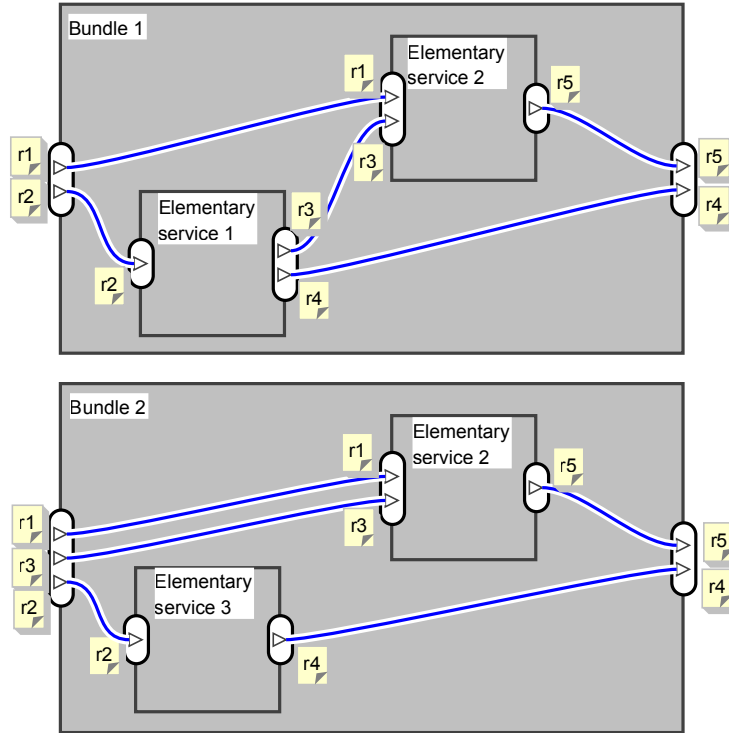 Bundle 1
Elementary
service 2
r1
r5
r3
r1
r2
Elementary
service 1
r3
r2
r4
r5
r4
Bundle 2
Elementary
service 2
r1
r5
r3
r1
r3
r2
Elementary
service 3
r2
r4
r5
r4